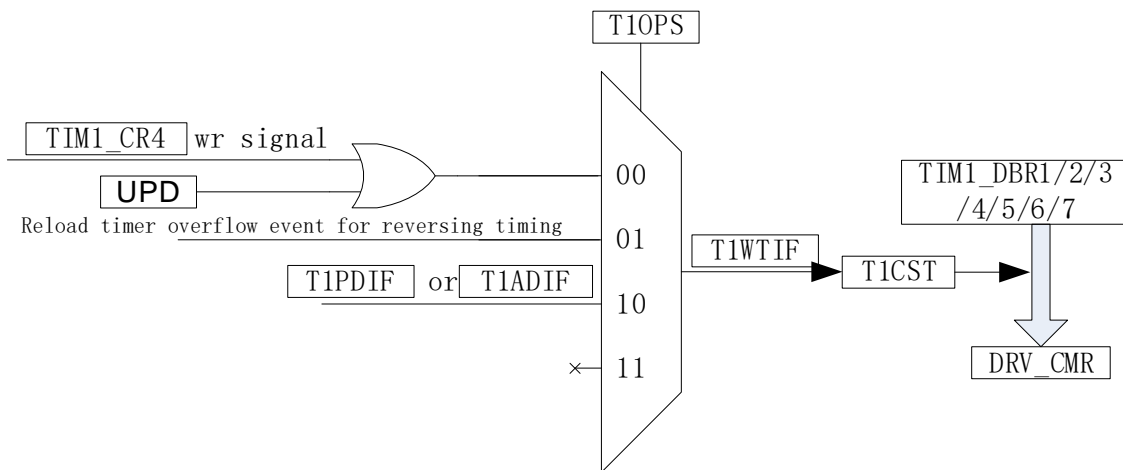 T1OPS
TIM1_CR4 wr signal
UPD
00
Reload timer overflow event for reversing timing
01
T1PDIF or T1ADIF
10
11
T1WTIF
T1CST
TIM1_DBR1/2/3
/4/5/6/7
DRV_CMR